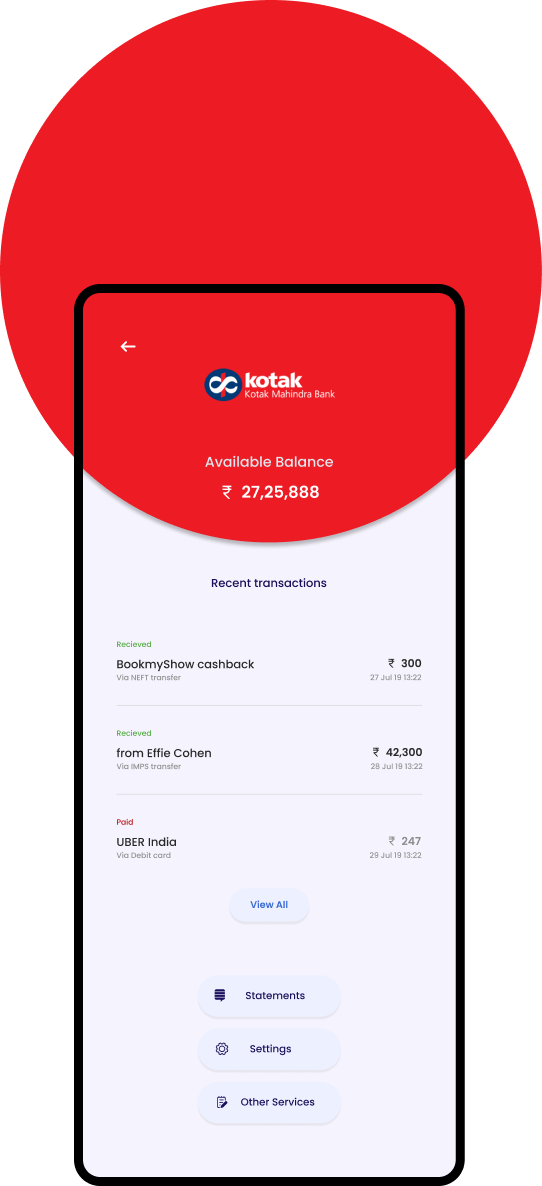 kotak
Kotak Mahindra Bank
Available Balance
₹ 27,25,888
Recent transactions
Recieved
BookmyShow cashback ₹ 300
Via NEFT transfer 27 Jul 19 13:22
Recieved
from Effie Cohen ₹ 42,300
Via IMPS transfer 28 Jul 19 13:22
Paid
UBER India ₹ 247
Via Debit card 29 Jul 19 13:22
View All
Statements
Settings
Other Services